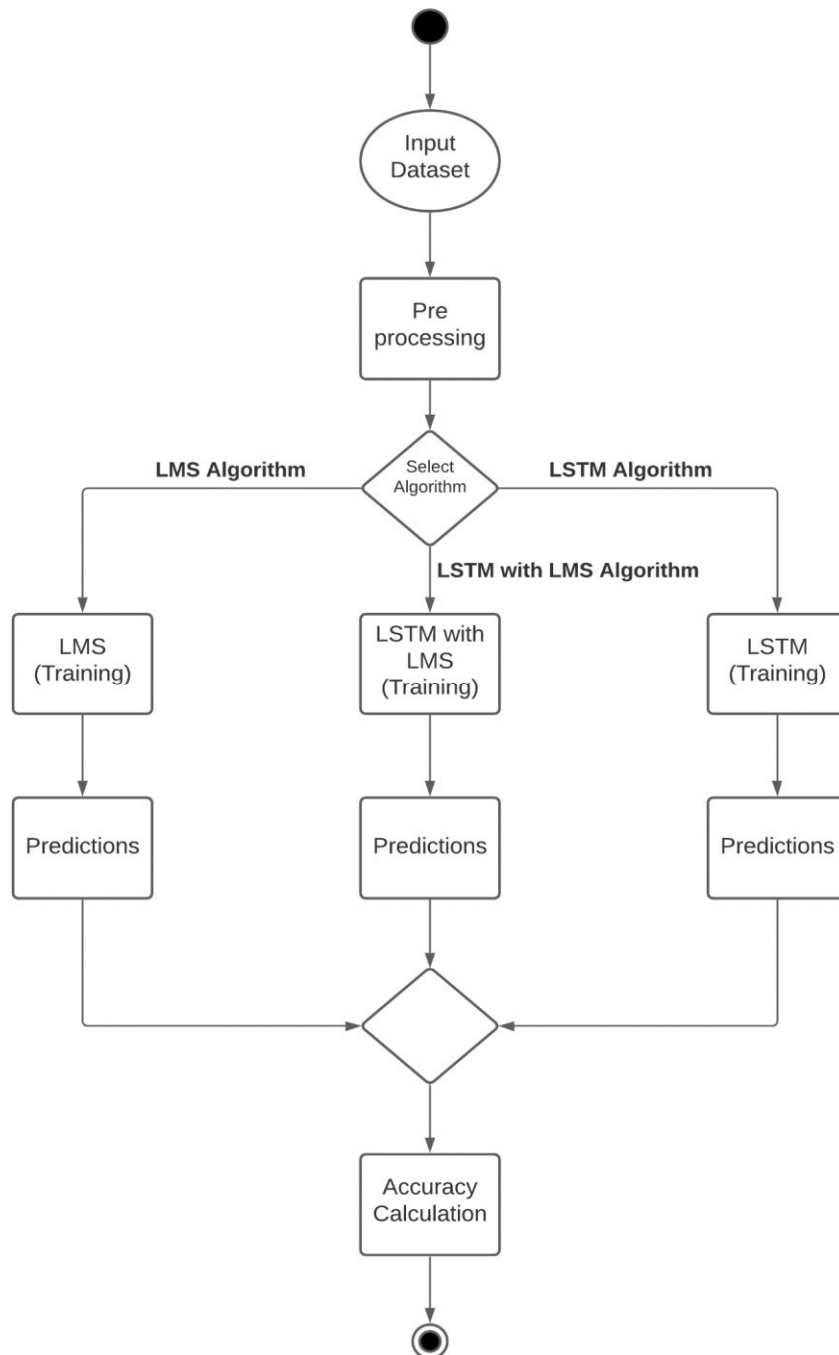 Input
Dataset
Pre
processing
Select
Algorithm
LMS Algorithm
LSTM Algorithm
LSTM with LMS Algorithm
LMS
(Training)
LSTM with
LMS
(Training)
LSTM
(Training)
Predictions
Predictions
Predictions
Accuracy
Calculation